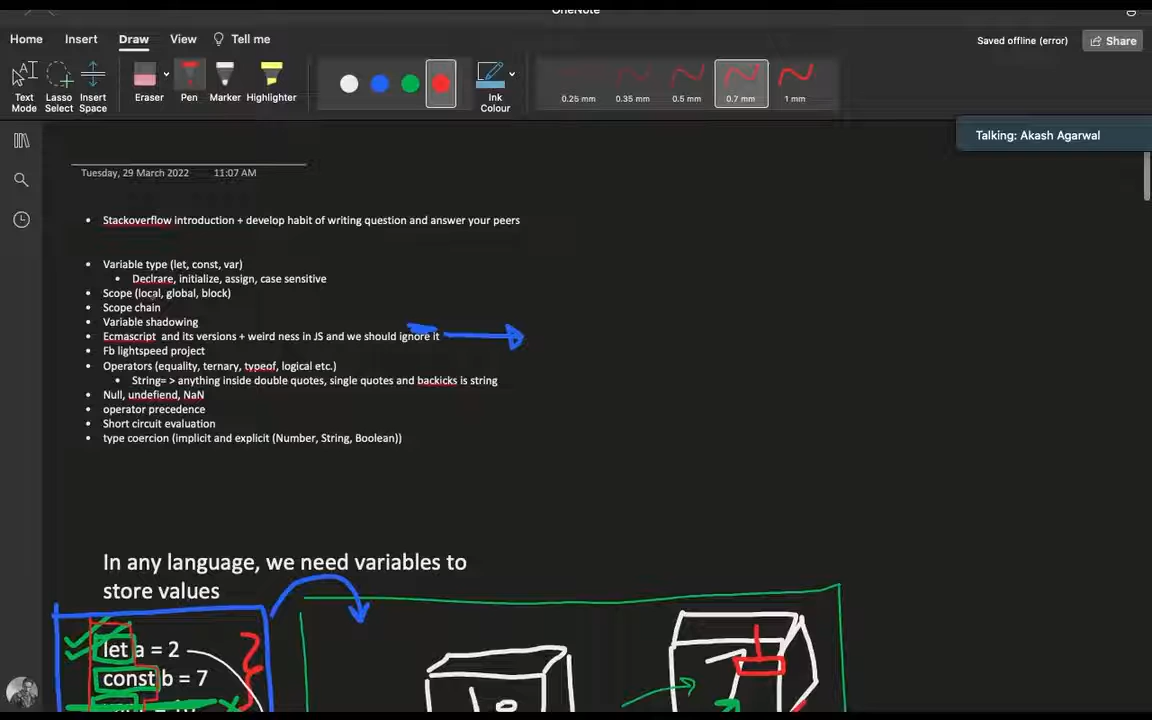 OneNote
Home Insert Draw View Tell me
Saved offline (error) Share
Text Mode
Lasso Select
Insert Space
Eraser
Pen
Marker
Highlighter
Ink Colour
0.25 mm 0.35 mm 0.5 mm 0.7 mm 1 mm
Talking: Akash Agarwal
Tuesday, 29 March 2022 11:07 AM
Stackoverflow introduction + develop habit of writing question and answer your peers
Variable type (let, const, var)
Declrare, initialize, assign, case sensitive
Scope (local, global, block)
Scope chain
Variable shadowing
Ecmascript and its versions + weird ness in JS and we should ignore it
Fb lightspeed project
Operators (equality, ternary, typeof, logical etc.)
String= > anything inside double quotes, single quotes and backicks is string
Null, undefiend, NaN
operator precedence
Short circuit evaluation
type coercion (implicit and explicit (Number, String, Boolean))
In any language, we need variables to
store values
let a = 2
const b = 7